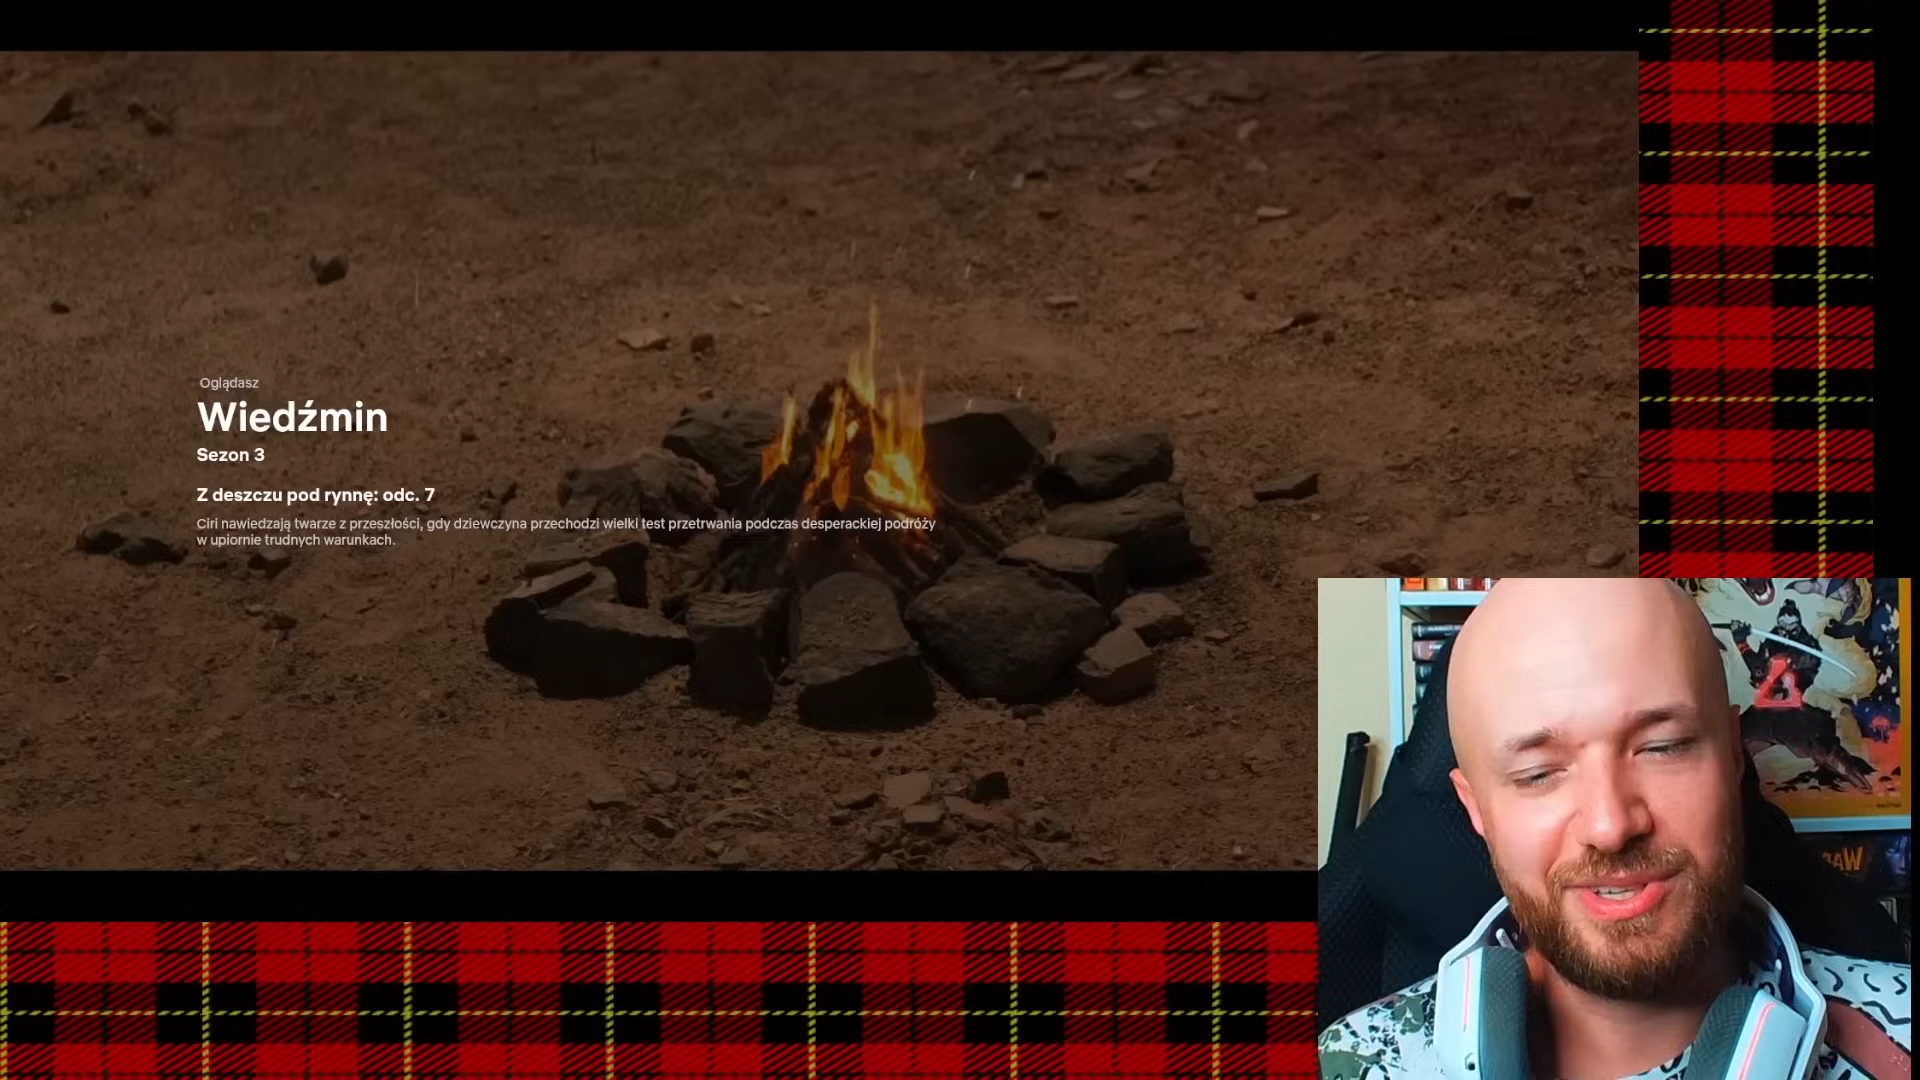 Oglądasz
Wiedźmin
Sezon 3
Z deszczu pod rynnę: odc. 7
Ciri nawiedzają twarze z przeszłości, gdy dziewczyna przechodzi wielki test przetrwania podczas desperackiej podróży
w upiornie trudnych warunkach.